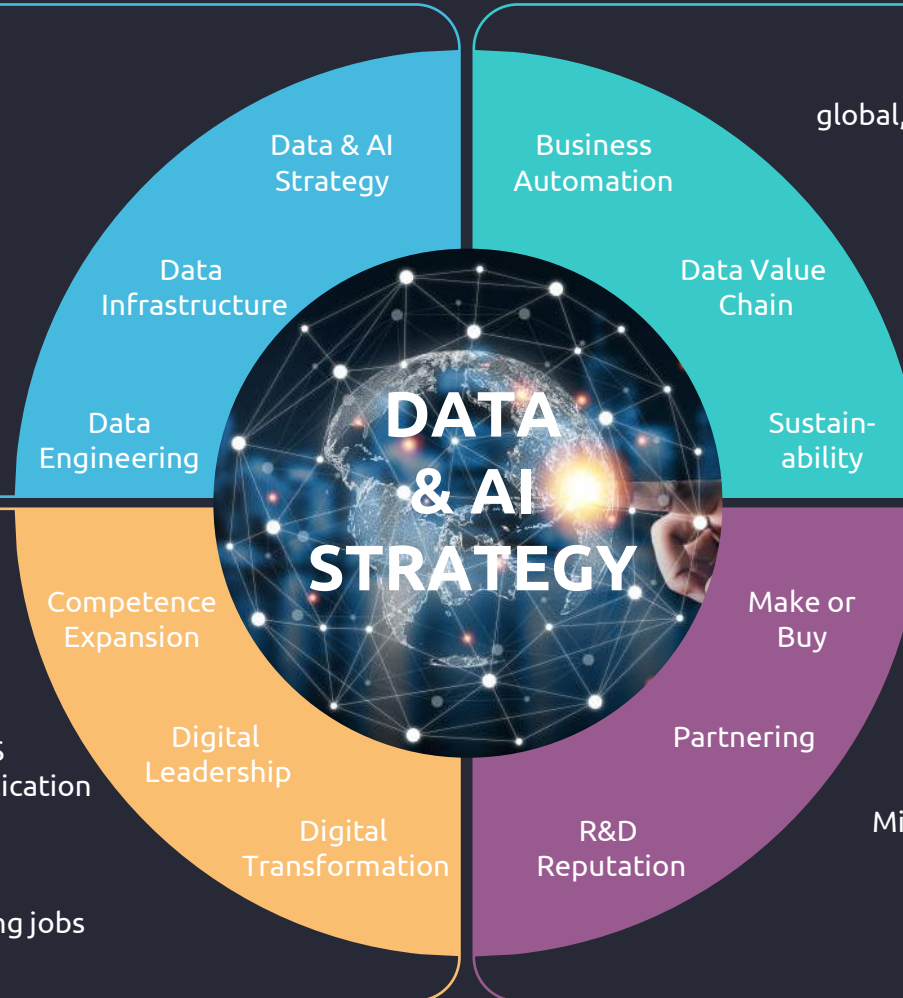 Data & AI
Strategy
Data
Infrastructure
Data
Engineering
Business
Automation
Data Value
Chain
Sustain-
ability
global,
DATA
& AI
STRATEGY
Competence
Expansion
Digital
Leadership
Digital
Transformation
Make or
Buy
Partnering
R&D
Reputation
S
ication
ng jobs
Mi